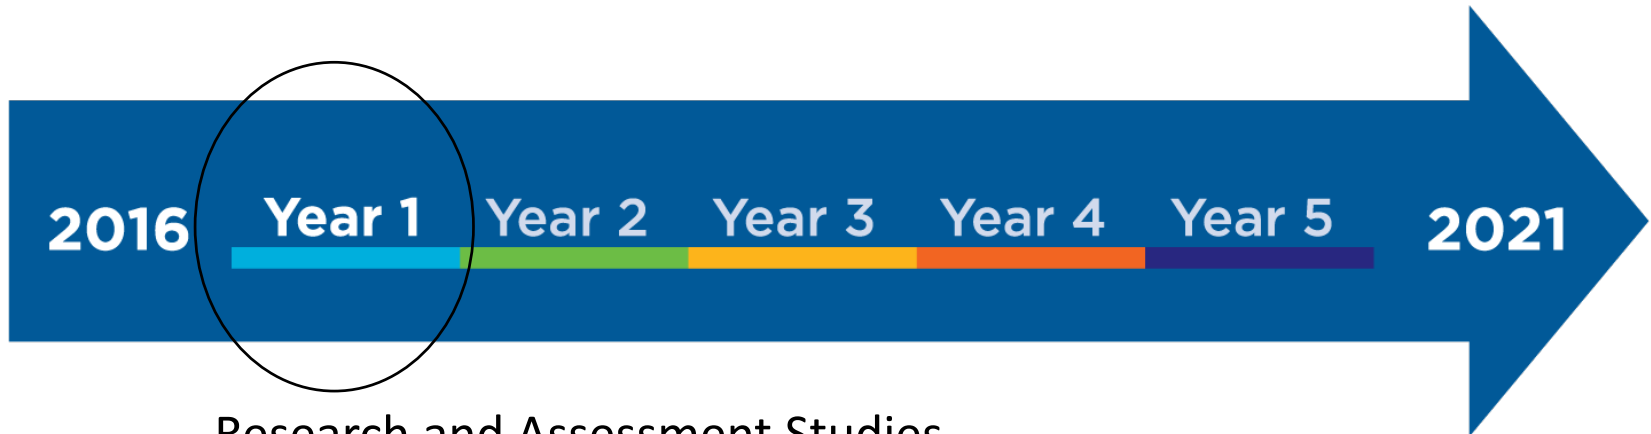 2016 Year 1 Year 2 Year 3 Year 4 Year 5 2021
Research and Assessment Studies